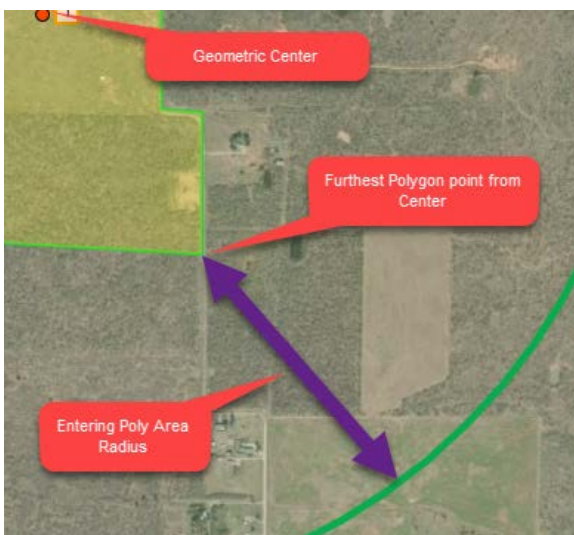 Geometric Center
Furthest Polygon point from
Center
Entering Poly Area
Radius